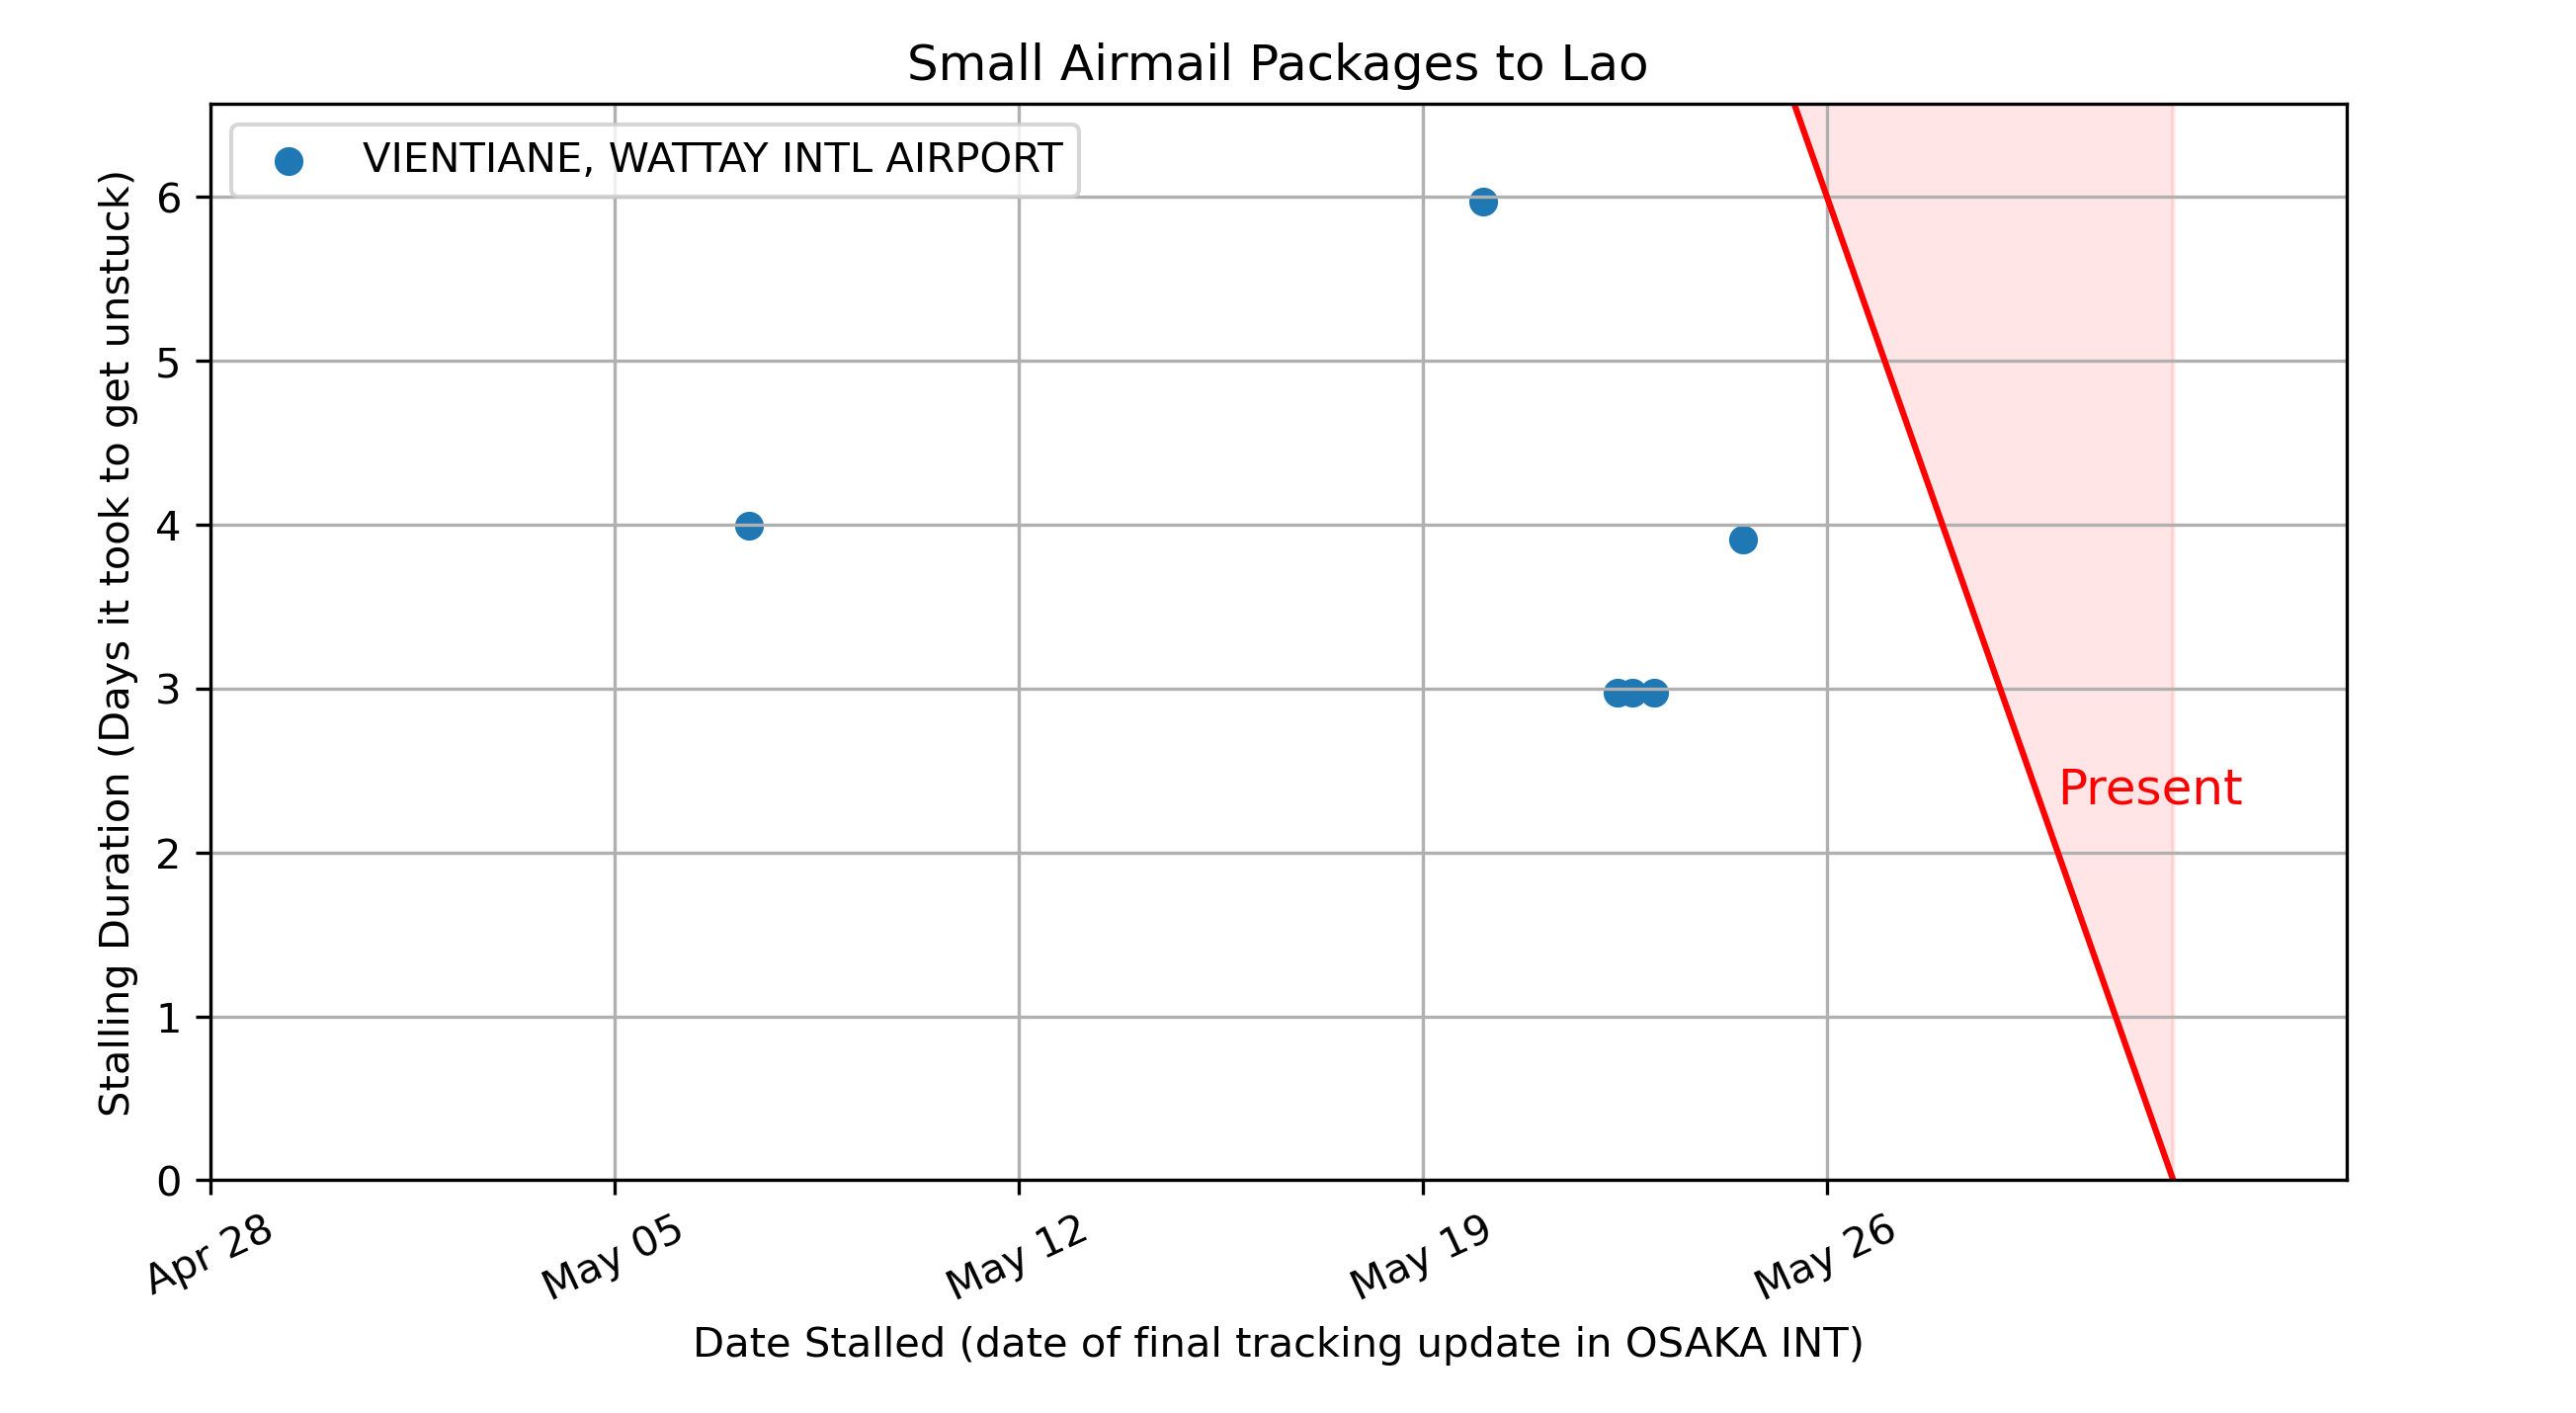 Small Airmail Packages to Lao
VIENTIANE, WATTAY INTL AIRPORT
Stalling Duration (Days it took to get unstuck)
6
5
4
3
2
1
0
Present
Apr 28
May 05
May 12
May 19
May 26
Date Stalled (date of final tracking update in OSAKA INT)